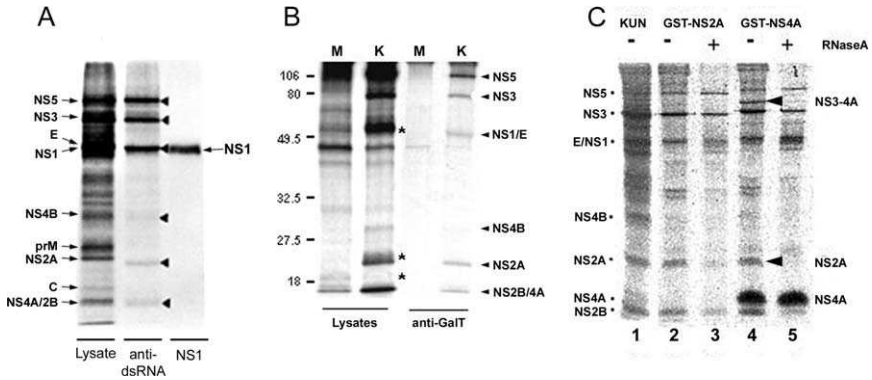 A
NS5
NS3
E
NS1
NS4B
prM
NS2A
C
NS4A/2B
NS1
Lysate
anti-dsRNA
NS1
B
M K M K
106
80
49.5
32.5
27.5
18
*
*
*
NS5
NS3
NS1/E
NS4B
NS2A
NS2B/4A
Lysates
anti-GalT
C
KUN GST-NS2A GST-NS4A
- - + - + RNaseA
NS5
NS3
E/NS1
NS4B
NS2A
NS4A
NS2B
NS3-4A
NS2A
NS4A
1 2 3 4 5